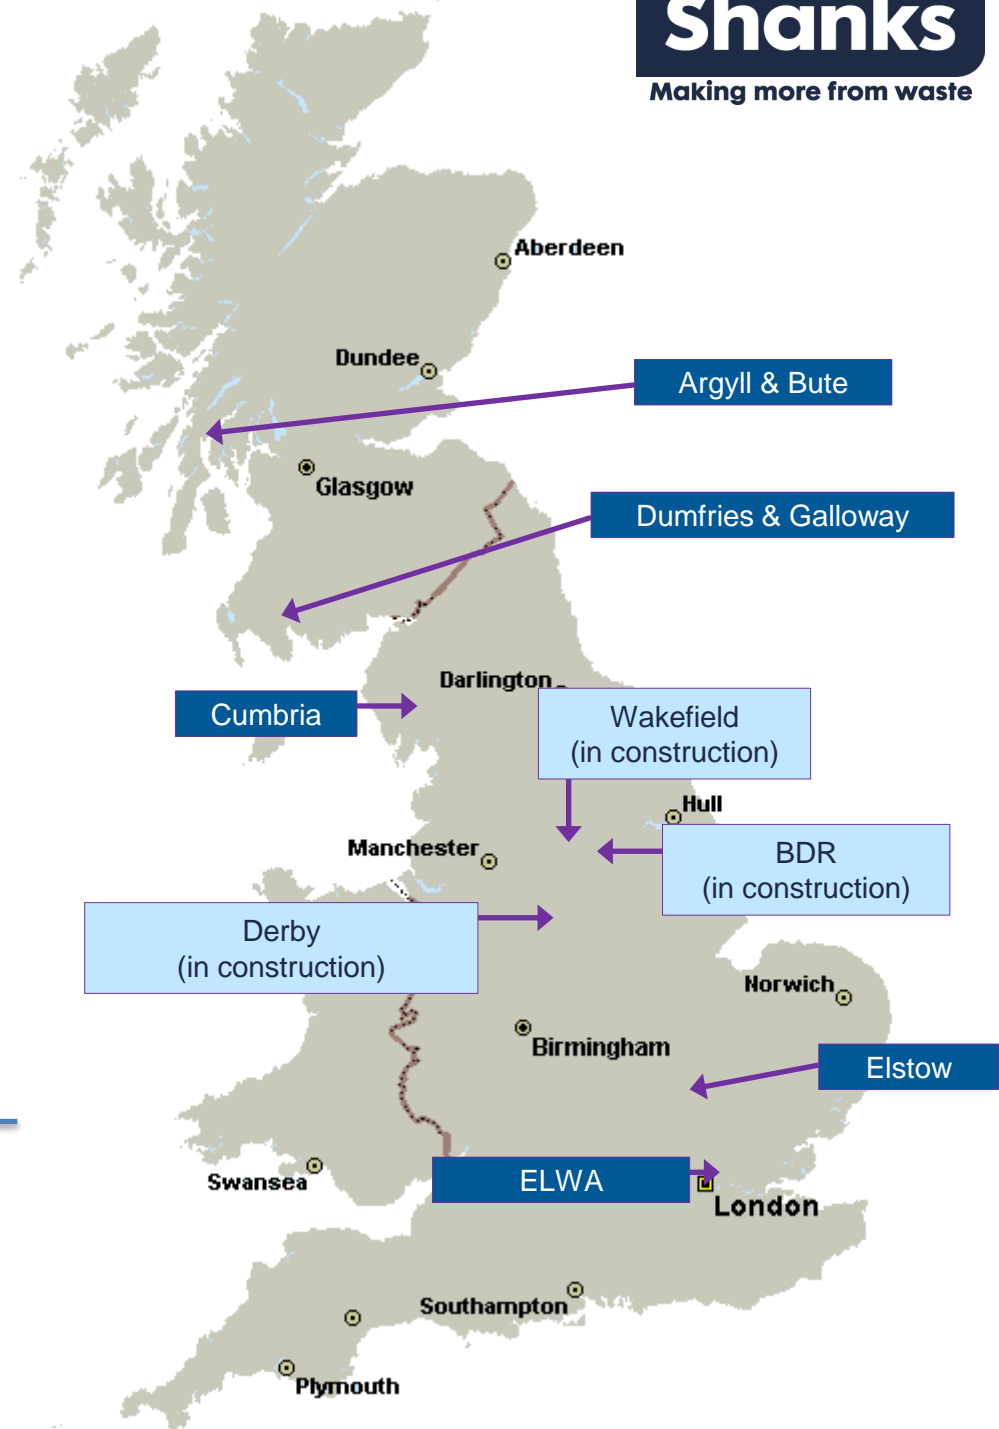 Shanks
Making more from waste
Aberdeen
Dundee
Argyll & Bute
Glasgow
Dumfries & Galloway
Darlington
Cumbria
Wakefield
(in construction)
Hull
Manchester
BDR
(in construction)
Derby
(in construction)
Norwich
Birmingham
Elstow
Swansea
ELWA
London
Southampton
Plymouth